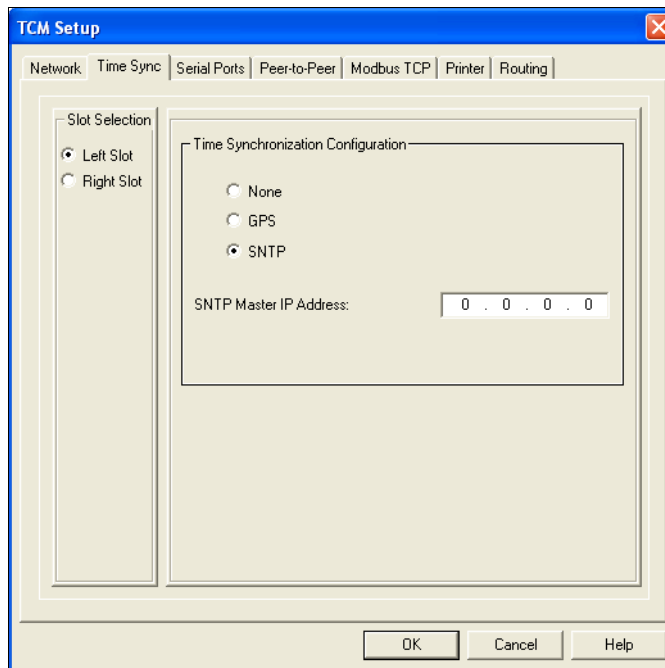 TCM Setup
Network Time Sync Serial Ports Peer-to-Peer Modbus TCP Printer Routing
Slot Selection
Left Slot
Right Slot
Time Synchronization Configuration
None
GPS
SNTP
SNTP Master IP Address: 0 . 0 . 0 . 0
OK Cancel Help